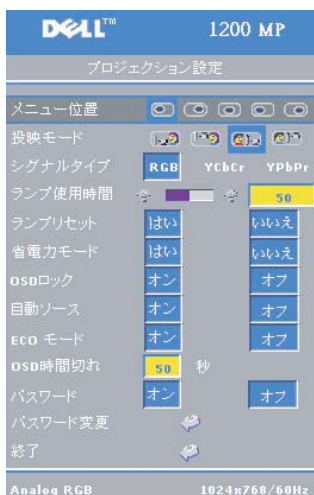 DELL™ 1200 MP
プロジェクション設定
メニュー位置
投映モード
シグナルタイプ RGB YCbCr YPbPr
ランプ使用時間 50
ランプリセット はい いいえ
省電力モード はい いいえ
OSDロック オン オフ
自動ソース オン オフ
ECO モード オン オフ
OSD時間切れ 50 秒
パスワード オン オフ
パスワード変更
終了
Analog RGB 1024x768/60Hz